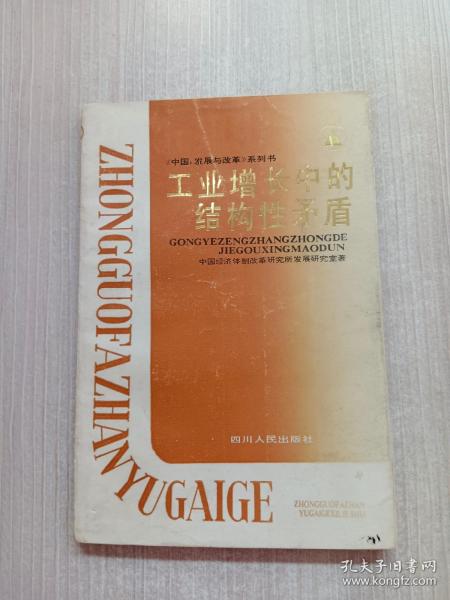 《中国:发展与改革》系列书
工业增长中的
结构性矛盾
GONGYEZENGZHANGZHONGDE
JIEGOUXINGMAODUN
中国经济体制改革研究所发展研究室著
ZHONGGUOFAZHANYUGAIGE
四川人民出版社
ZHONGGUOFAZHAN
孔夫子旧书网
www.kongfz.com